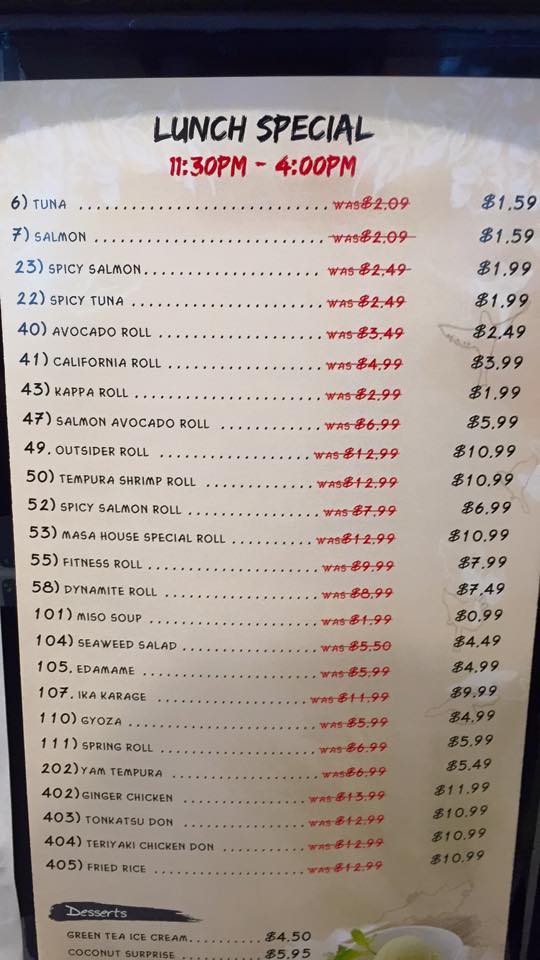 LUNCH SPECIAL
11:30PM - 4:00PM
6) TUNA ............................ WAS $2.09 $1.59
7) SALMON .......................... WAS $2.09 $1.59
23) SPICY SALMON.................... WAS $2.49 $1.99
22) SPICY TUNA ..................... WAS $2.49 $1.99
40) AVOCADO ROLL ................... WAS $3.49 $2.49
41) CALIFORNIA ROLL ................ WAS $4.99 $3.99
43) KAPPA ROLL ..................... WAS $2.99 $1.99
47) SALMON AVOCADO ROLL ............ WAS $6.99 $5.99
49. OUTSIDER ROLL .................. WAS $12.99 $10.99
50) TEMPURA SHRIMP ROLL ............ WAS $12.99 $10.99
52) SPICY SALMON ROLL .............. WAS $7.99 $6.99
53) MASA HOUSE SPECIAL ROLL ........ WAS $12.99 $10.99
55) FITNESS ROLL ................... WAS $9.99 $7.99
58) DYNAMITE ROLL .................. WAS $8.99 $7.49
101) MISO SOUP ..................... WAS $1.99 $0.99
104) SEAWEED SALAD ................. WAS $5.50 $4.49
105. EDAMAME ....................... WAS $5.99 $4.99
107. IKA KARAGE .................... WAS $11.99 $9.99
110) GYOZA ......................... WAS $5.99 $4.99
111) SPRING ROLL ................... WAS $6.99 $5.99
202) YAM TEMPURA ................... WAS $6.99 $5.49
402) GINGER CHICKEN ................ WAS $13.99 $11.99
403) TONKATSU DON .................. WAS $12.99 $10.99
404) TERIYAKI CHICKEN DON .......... WAS $12.99 $10.99
405) FRIED RICE .................... WAS $12.99 $10.99
Desserts
GREEN TEA ICE CREAM.......... $4.50
COCONUT SURPRISE ............ $5.95